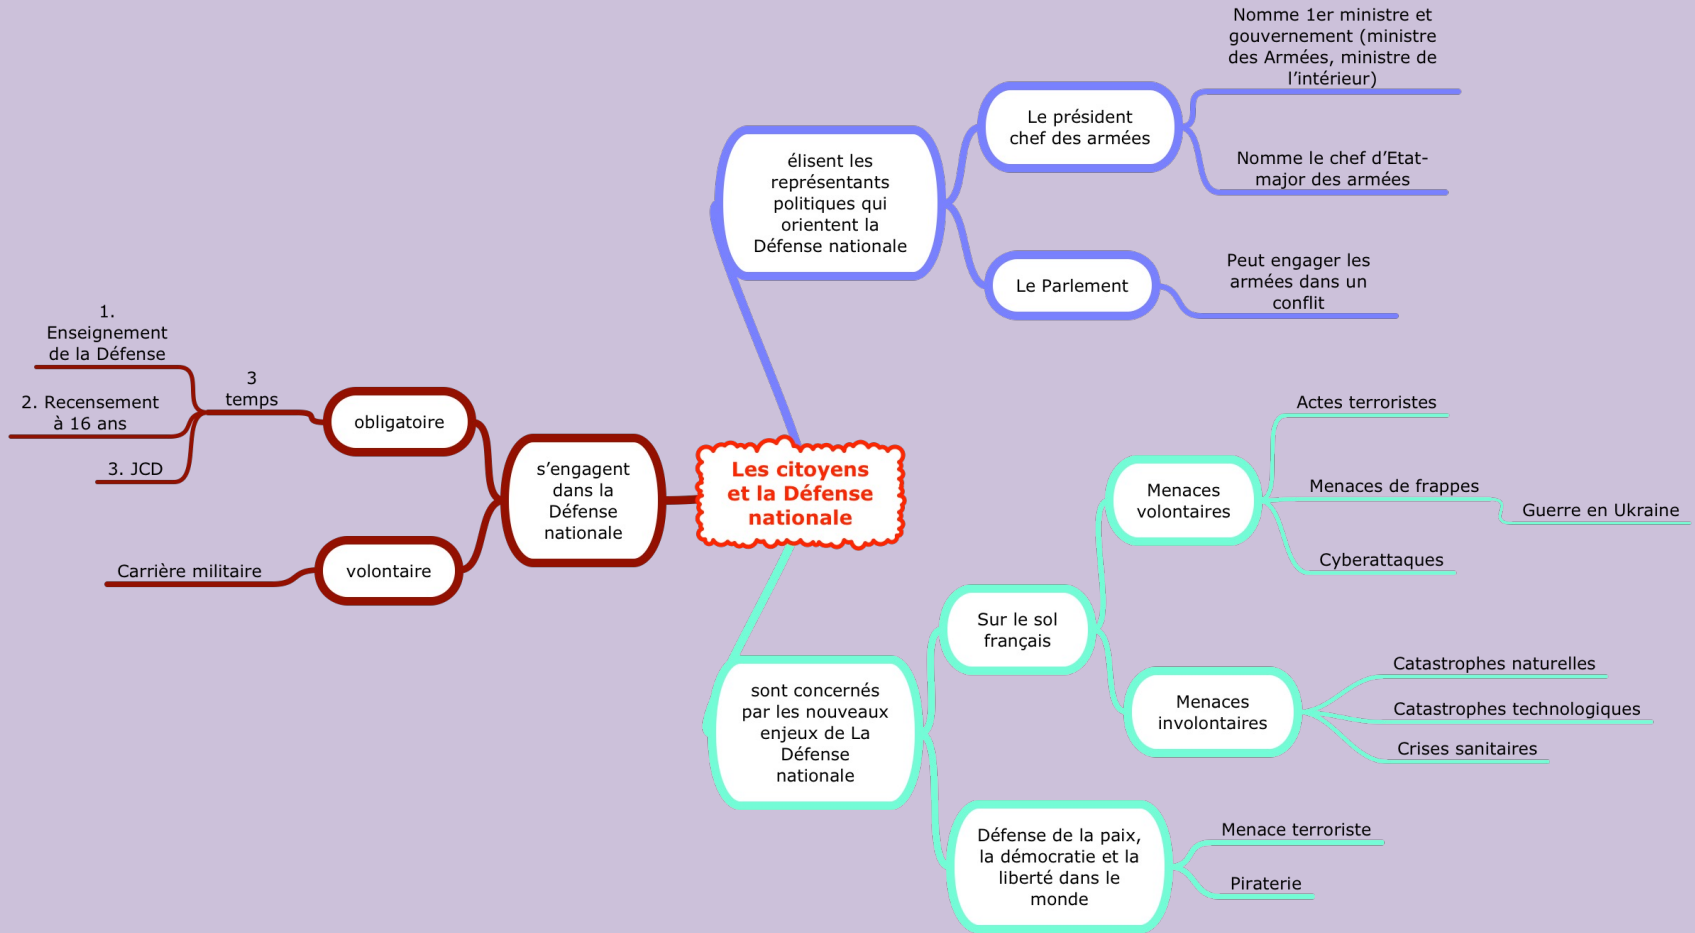 Les citoyens
et la Défense
nationale
élisent les
représentants
politiques qui
orientent la
Défense nationale
Le président
chef des armées
Nomme 1er ministre et
gouvernement (ministre
des Armées, ministre de
l’intérieur)
Nomme le chef d’Etat-
major des armées
Le Parlement
Peut engager les
armées dans un
conflit
s’engagent
dans la
Défense
nationale
obligatoire
3
temps
1.
Enseignement
de la Défense
2. Recensement
à 16 ans
3. JCD
volontaire
Carrière militaire
sont concernés
par les nouveaux
enjeux de La
Défense
nationale
Sur le sol
français
Menaces
volontaires
Actes terroristes
Menaces de frappes
Guerre en Ukraine
Cyberattaques
Menaces
involontaires
Catastrophes naturelles
Catastrophes technologiques
Crises sanitaires
Défense de la paix,
la démocratie et la
liberté dans le
monde
Menace terroriste
Piraterie